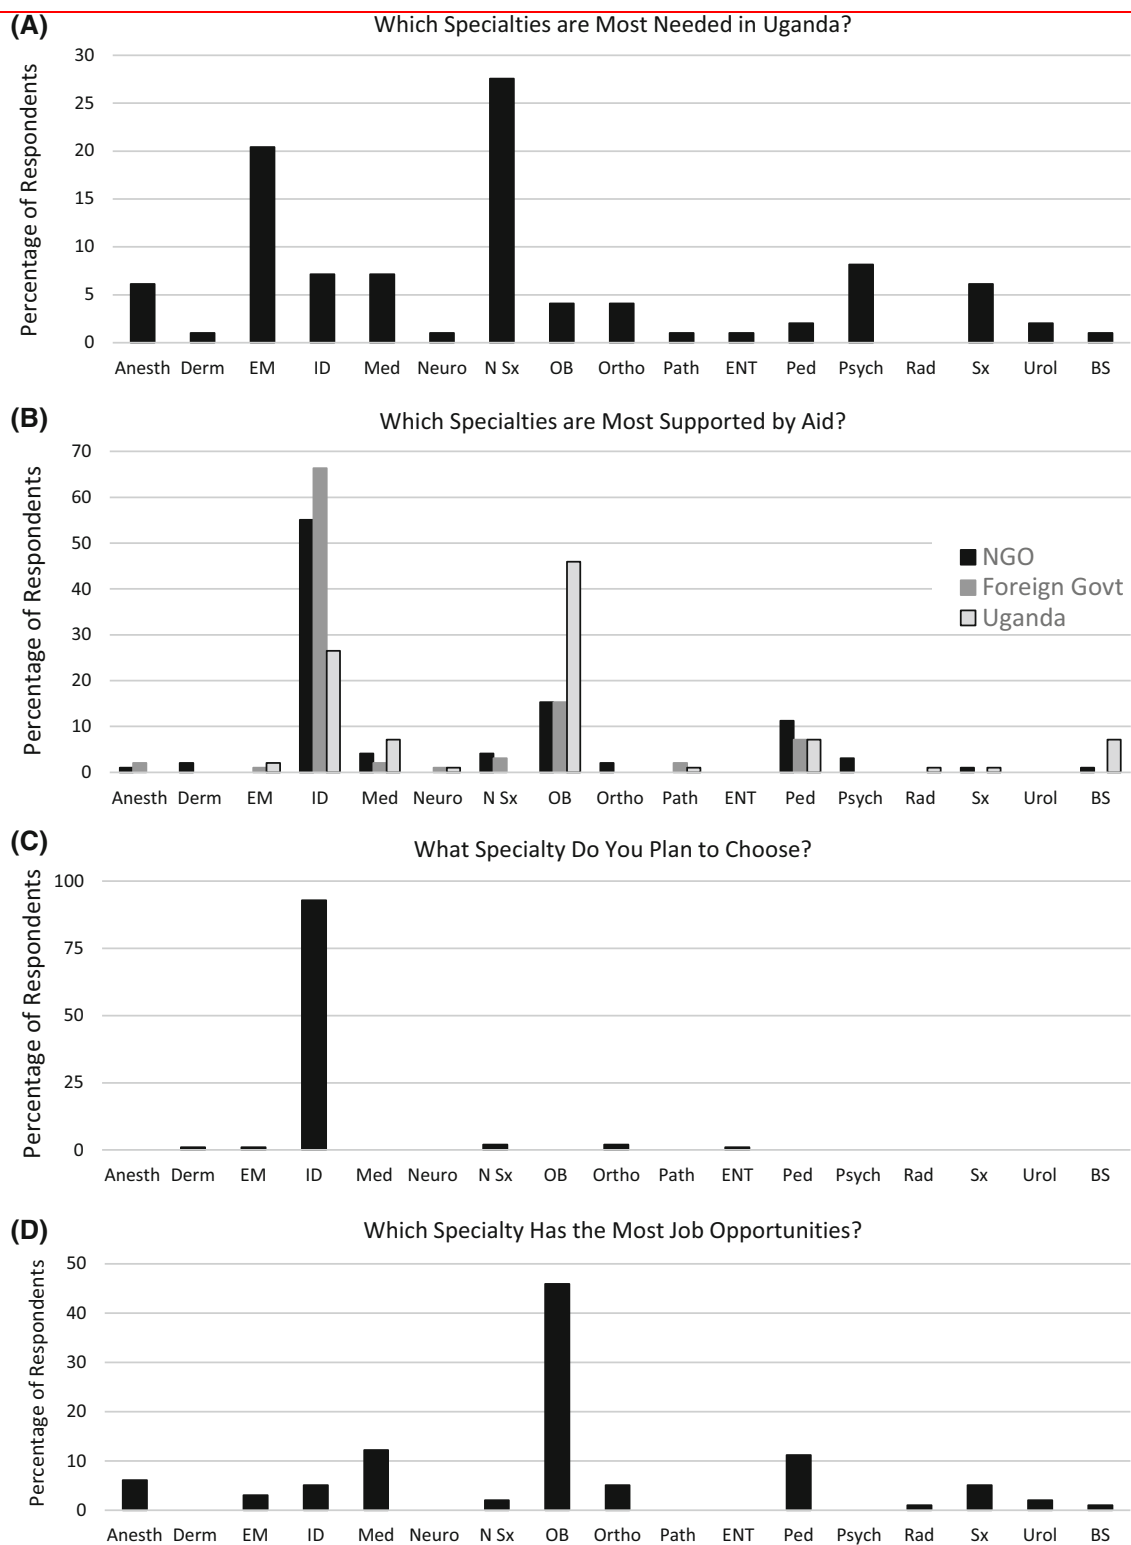 (A)
Which Specialties are Most Needed in Uganda?
Percentage of Respondents
30
25
20
15
10
5
0
Anesth Derm EM ID Med Neuro N Sx OB Ortho Path ENT Ped Psych Rad Sx Urol BS
(B)
Which Specialties are Most Supported by Aid?
Percentage of Respondents
70
60
50
40
30
20
10
0
NGO
Foreign Govt
Uganda
Anesth Derm EM ID Med Neuro N Sx OB Ortho Path ENT Ped Psych Rad Sx Urol BS
(C)
What Specialty Do You Plan to Choose?
Percentage of Respondents
100
75
50
25
0
Anesth Derm EM ID Med Neuro N Sx OB Ortho Path ENT Ped Psych Rad Sx Urol BS
(D)
Which Specialty Has the Most Job Opportunities?
Percentage of Respondents
50
40
30
20
10
0
Anesth Derm EM ID Med Neuro N Sx OB Ortho Path ENT Ped Psych Rad Sx Urol BS